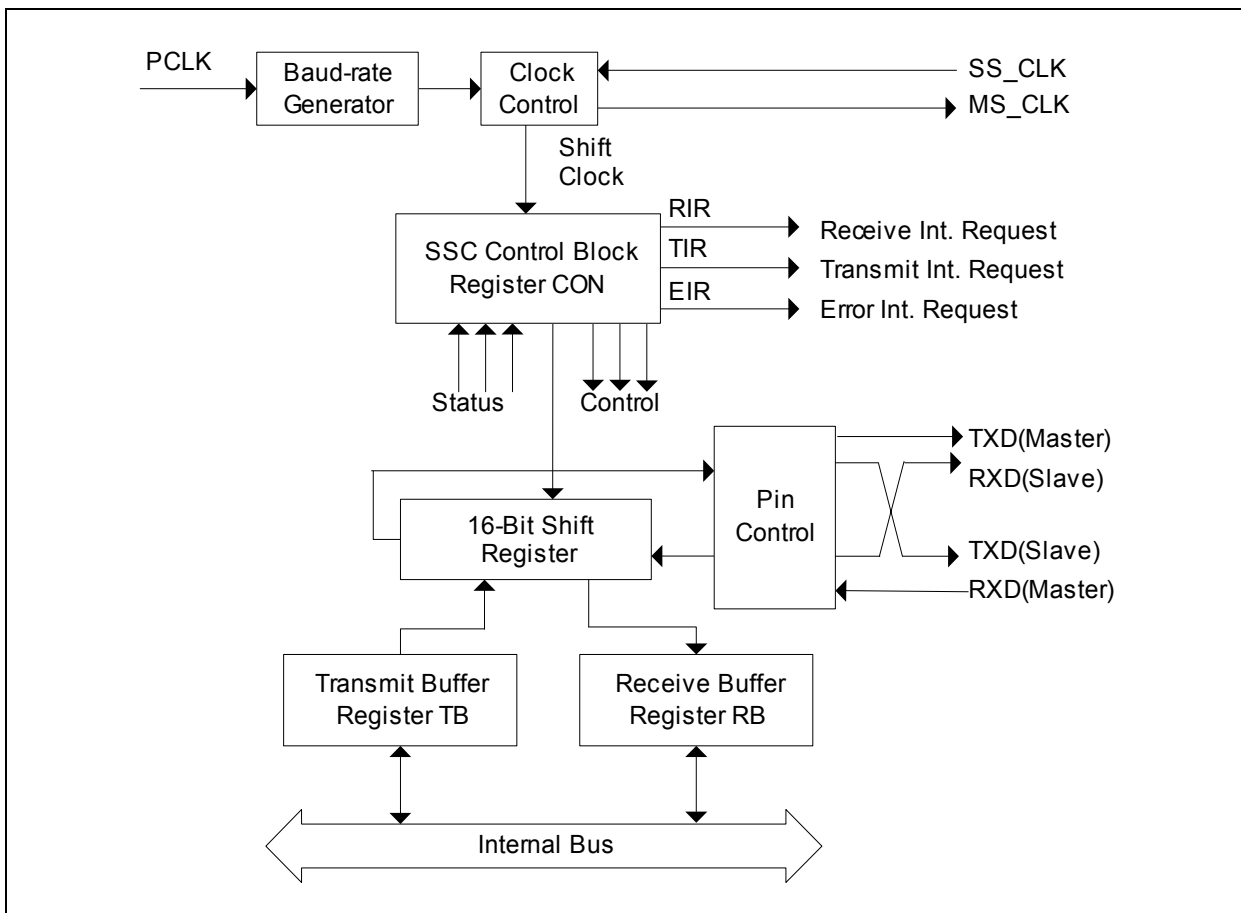 PCLK
Baud-rate
Generator
Clock
Control
SS_CLK
MS_CLK
Shift
Clock
SSC Control Block
Register CON
RIR
TIR
EIR
Receive Int. Request
Transmit Int. Request
Error Int. Request
Status
Control
16-Bit Shift
Register
Pin
Control
TXD(Master)
RXD(Slave)
TXD(Slave)
RXD(Master)
Transmit Buffer
Register TB
Receive Buffer
Register RB
Internal Bus